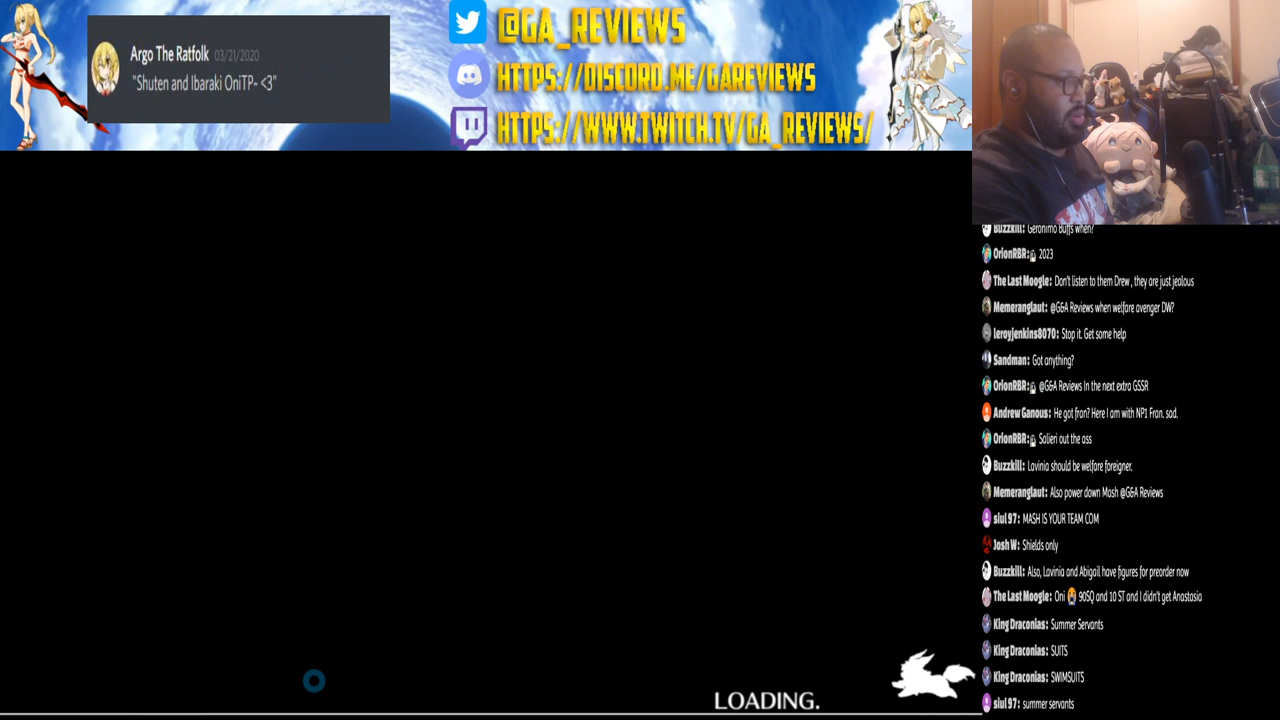 Argo The Ratfolk 03/21/2020
"Shuten and Ibaraki OniTP~ <3"
@GA_REVIEWS
HTTPS://DISCORD.ME/GAREVIEWS
HTTPS://WWW.TWITCH.TV/GA_REVIEWS/
Buzzkill: Geronimo Buffs when?
OrionRBR: 2023
The Last Moogle: Don't listen to them Drew , they are just jealous
Memeranglaut: @G&A Reviews when welfare avenger DW?
leroyjenkins8070: Stop it. Get some help
Sandman: Got anything?
OrionRBR: @G&A Reviews In the next extra GSSR
Andrew Ganous: He got fran? Here I am with NP1 Fran. sad.
OrionRBR: Salieri out the ass
Buzzkill: Lavinia should be welfare foreigner.
Memeranglaut: Also power down Mash @G&A Reviews
siul97: MASH IS YOUR TEAM COM
Josh W: Shields only
Buzzkill: Also, Lavinia and Abigail have figures for preorder now
The Last Moogle: Oni 😭 90SQ and 10 ST and I didn't get Anastasia
King Draconias: Summer Servants
King Draconias: SUITS
King Draconias: SWIMSUITS
siul97: summer servants
LOADING.